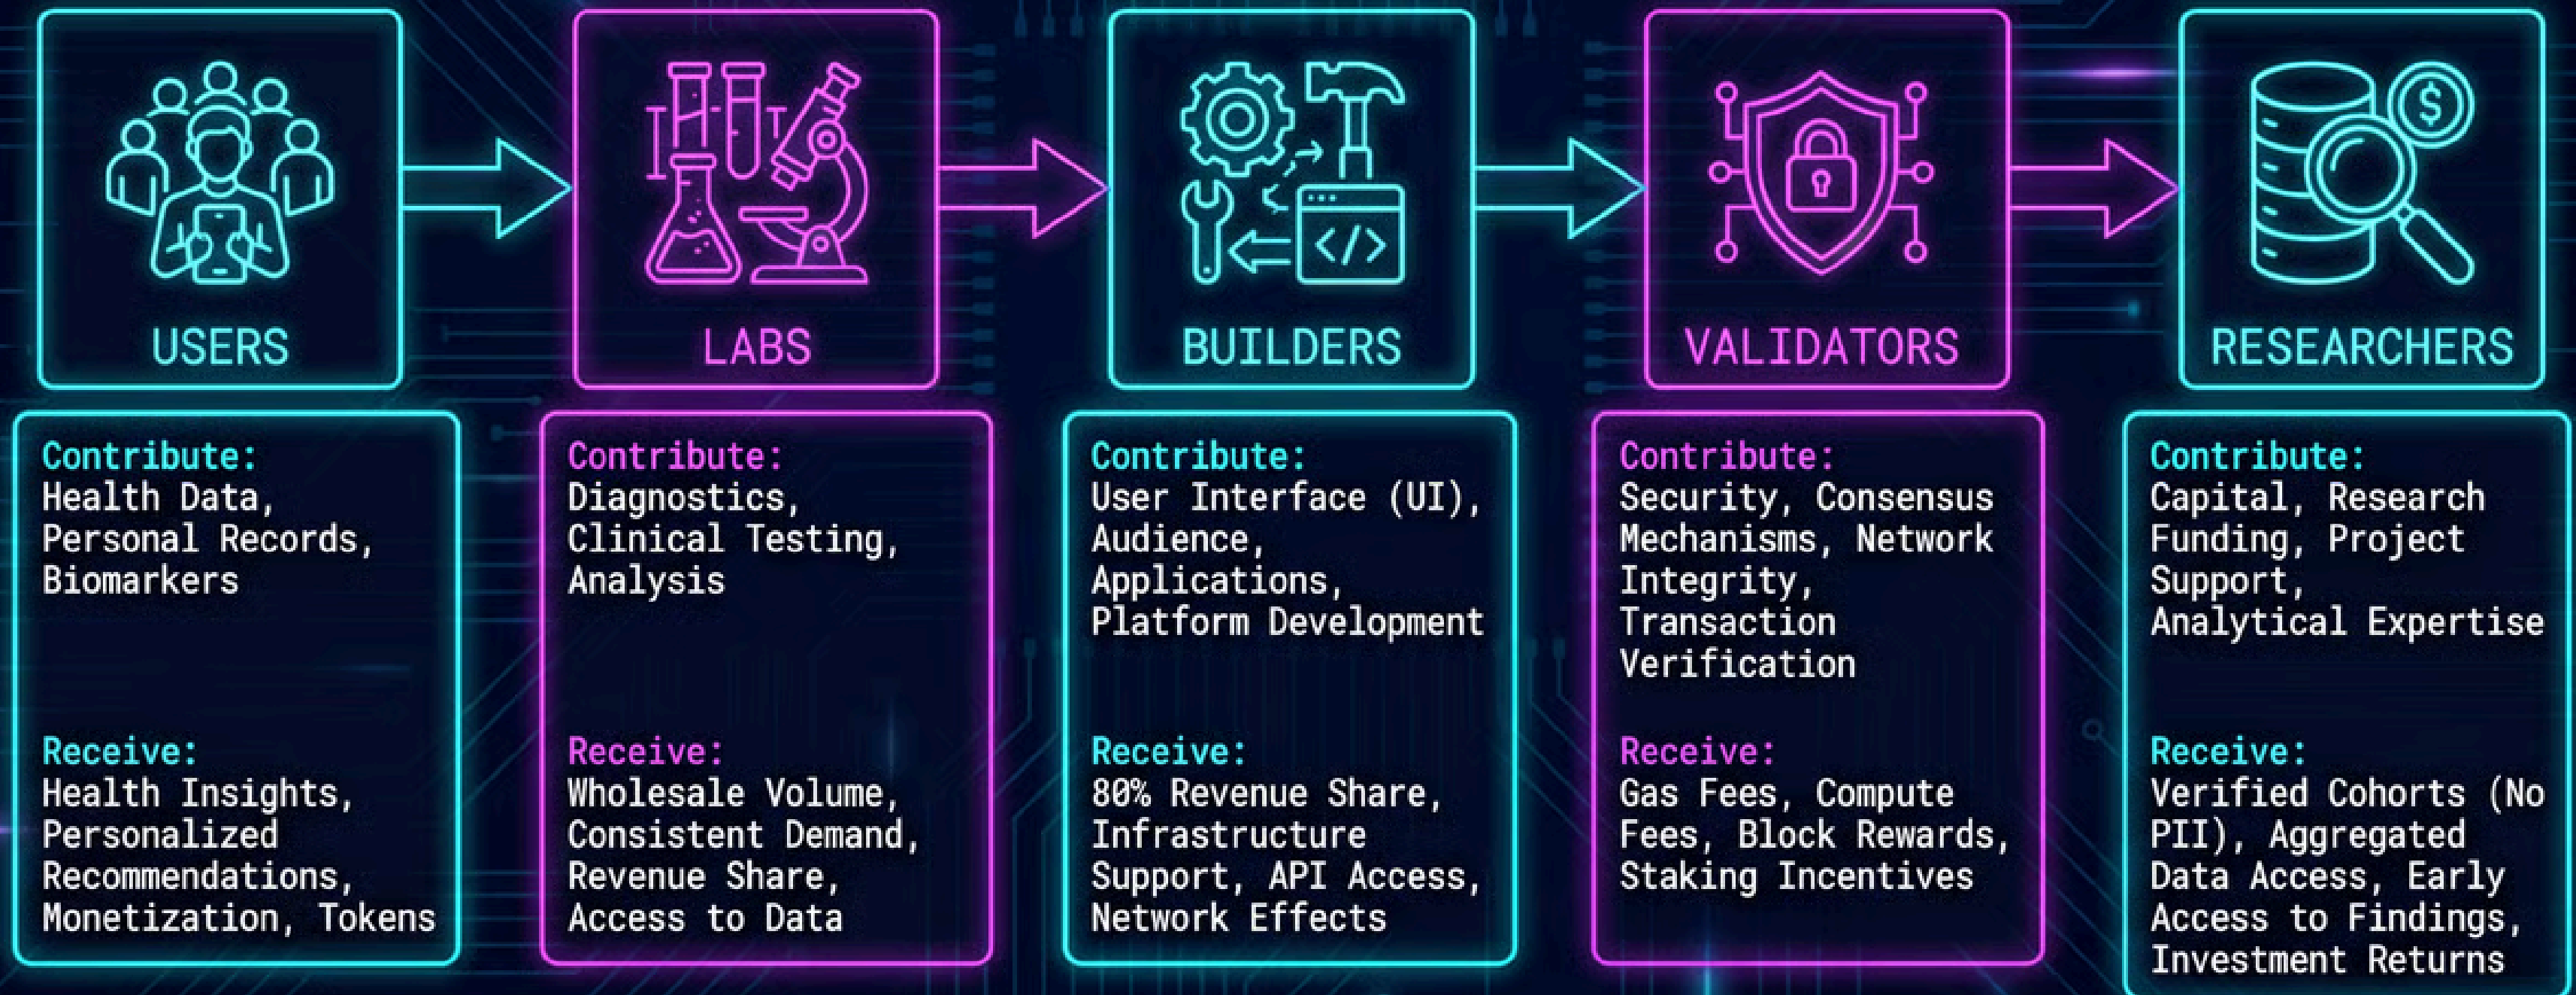 USERS
LABS
BUILDERS
VALIDATORS
RESEARCHERS
Contribute:
Health Data,
Personal Records,
Biomarkers
Receive:
Health Insights,
Personalized
Recommendations,
Monetization, Tokens
Contribute:
Diagnostics,
Clinical Testing,
Analysis
Receive:
Wholesale Volume,
Consistent Demand,
Revenue Share,
Access to Data
Contribute:
User Interface (UI),
Audience,
Applications,
Platform Development
Receive:
80% Revenue Share,
Infrastructure
Support, API Access,
Network Effects
Contribute:
Security, Consensus
Mechanisms, Network
Integrity,
Transaction
Verification
Receive:
Gas Fees, Compute
Fees, Block Rewards,
Staking Incentives
Contribute:
Capital, Research
Funding, Project
Support,
Analytical Expertise
Receive:
Verified Cohorts (No
PII), Aggregated
Data Access, Early
Access to Findings,
Investment Returns